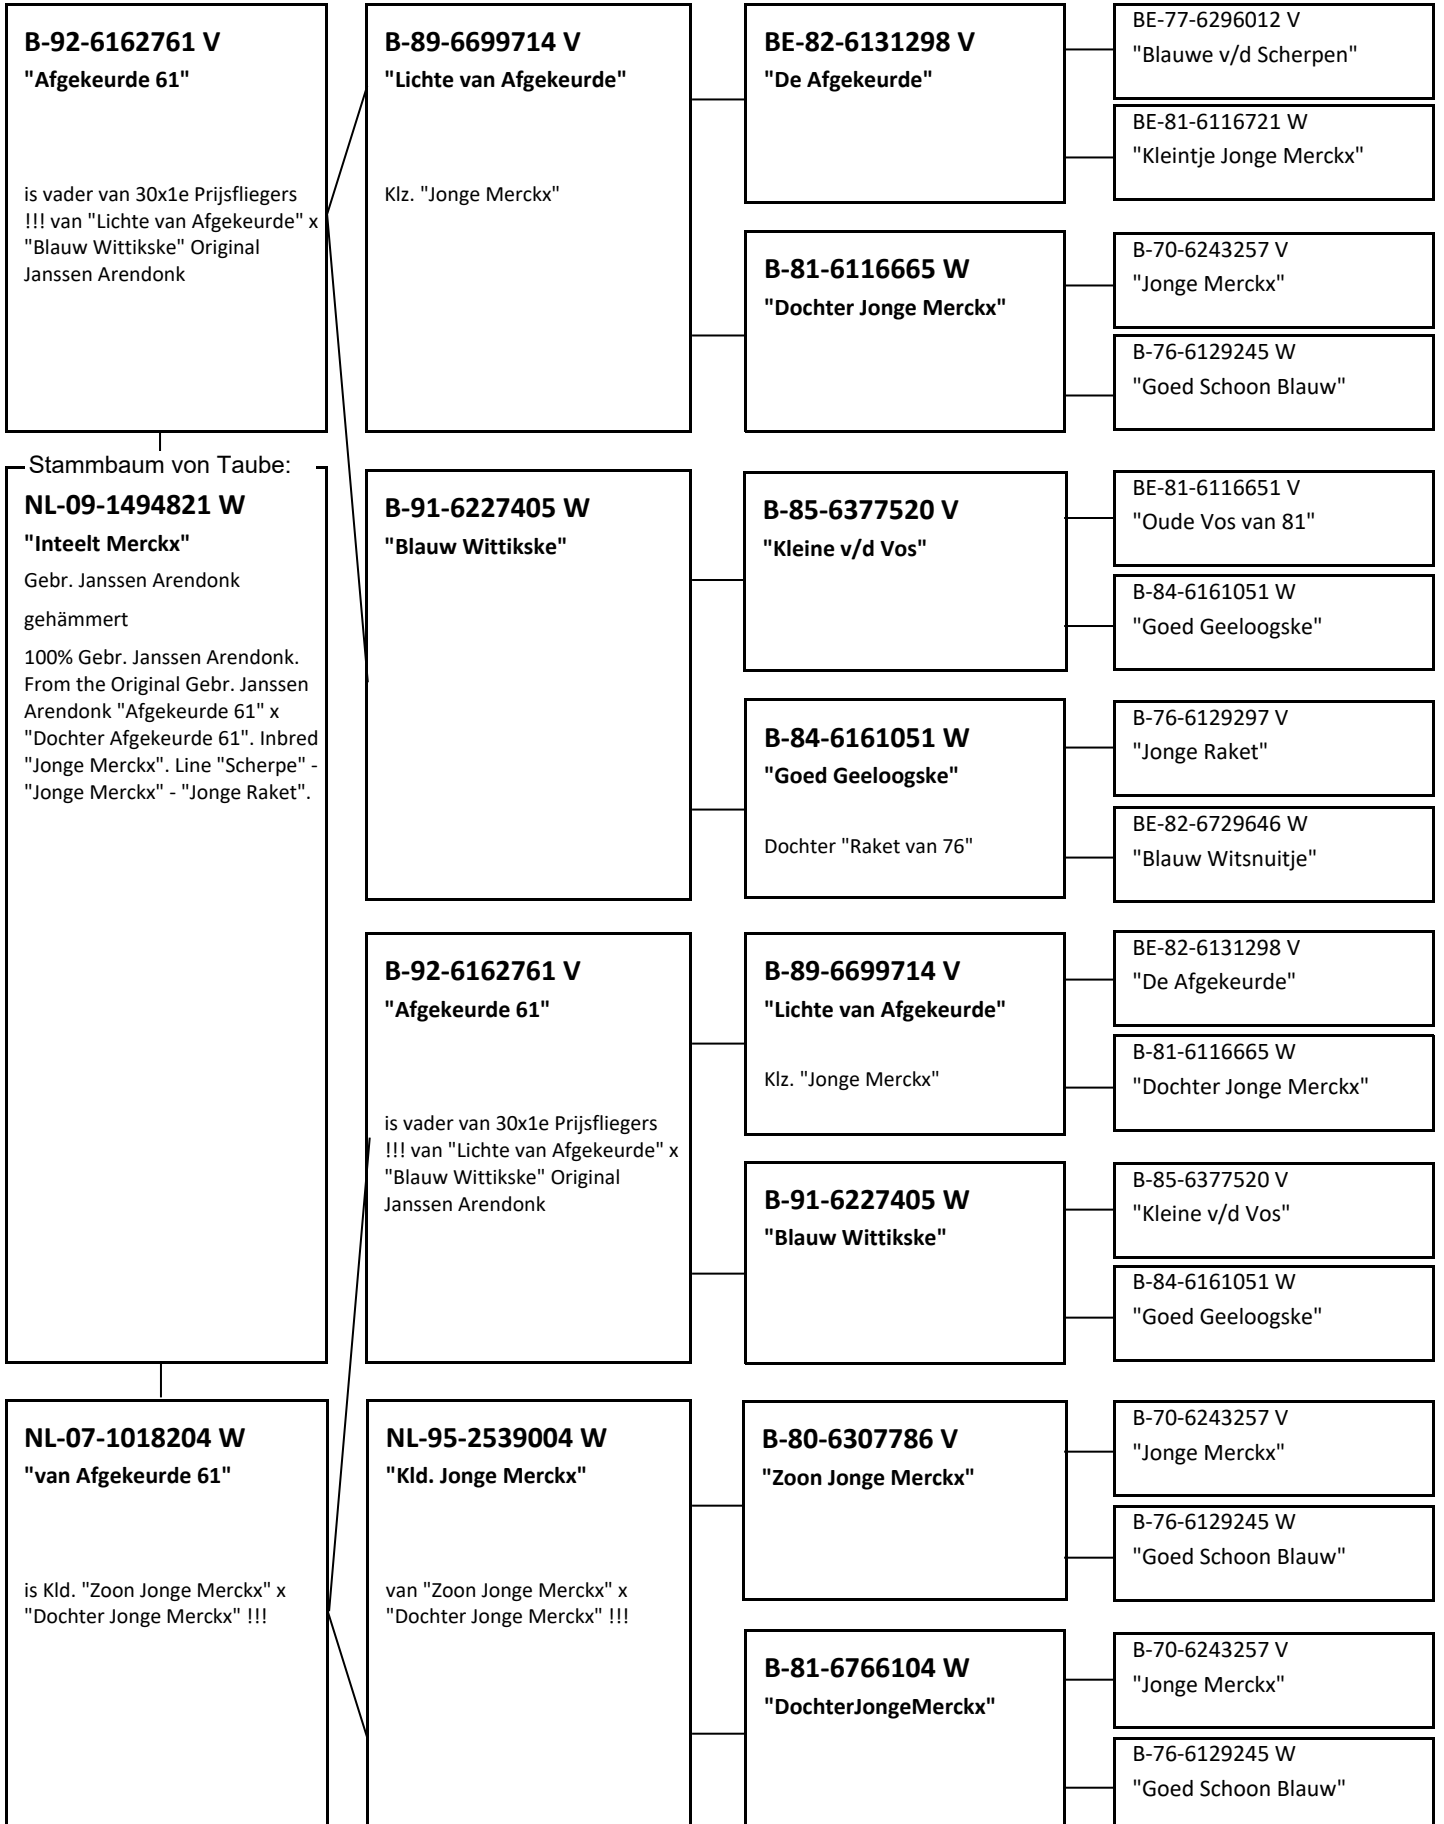 B-92-6162761 V
"Afgekeurde 61"
is vader van 30x1e Prijsfliegers
!!! van "Lichte van Afgekeurde" x
"Blauw Wittikske" Original
Janssen Arendonk
Stammbaum von Taube:
NL-09-1494821 W
"Inteelt Merckx"
Gebr. Janssen Arendonk
gehämmert
100% Gebr. Janssen Arendonk.
From the Original Gebr. Janssen
Arendonk "Afgekeurde 61" x
"Dochter Afgekeurde 61". Inbred
"Jonge Merckx". Line "Scherpe" -
"Jonge Merckx" - "Jonge Raket".
NL-07-1018204 W
"van Afgekeurde 61"
is Kld. "Zoon Jonge Merckx" x
"Dochter Jonge Merckx" !!!
B-89-6699714 V
"Lichte van Afgekeurde"
Klz. "Jonge Merckx"
B-91-6227405 W
"Blauw Wittikske"
B-92-6162761 V
"Afgekeurde 61"
is vader van 30x1e Prijsfliegers
!!! van "Lichte van Afgekeurde" x
"Blauw Wittikske" Original
Janssen Arendonk
NL-95-2539004 W
"Kld. Jonge Merckx"
van "Zoon Jonge Merckx" x
"Dochter Jonge Merckx" !!!
BE-82-6131298 V
"De Afgekeurde"
B-81-6116665 W
"Dochter Jonge Merckx"
B-85-6377520 V
"Kleine v/d Vos"
B-84-6161051 W
"Goed Geeloogske"
Dochter "Raket van 76"
B-89-6699714 V
"Lichte van Afgekeurde"
Klz. "Jonge Merckx"
B-91-6227405 W
"Blauw Wittikske"
B-80-6307786 V
"Zoon Jonge Merckx"
B-81-6766104 W
"DochterJongeMerckx"
BE-77-6296012 V
"Blauwe v/d Scherpen"
BE-81-6116721 W
"Kleintje Jonge Merckx"
B-70-6243257 V
"Jonge Merckx"
B-76-6129245 W
"Goed Schoon Blauw"
BE-81-6116651 V
"Oude Vos van 81"
B-84-6161051 W
"Goed Geeloogske"
B-76-6129297 V
"Jonge Raket"
BE-82-6729646 W
"Blauw Witsnuitje"
BE-82-6131298 V
"De Afgekeurde"
B-81-6116665 W
"Dochter Jonge Merckx"
B-85-6377520 V
"Kleine v/d Vos"
B-84-6161051 W
"Goed Geeloogske"
B-70-6243257 V
"Jonge Merckx"
B-76-6129245 W
"Goed Schoon Blauw"
B-70-6243257 V
"Jonge Merckx"
B-76-6129245 W
"Goed Schoon Blauw"